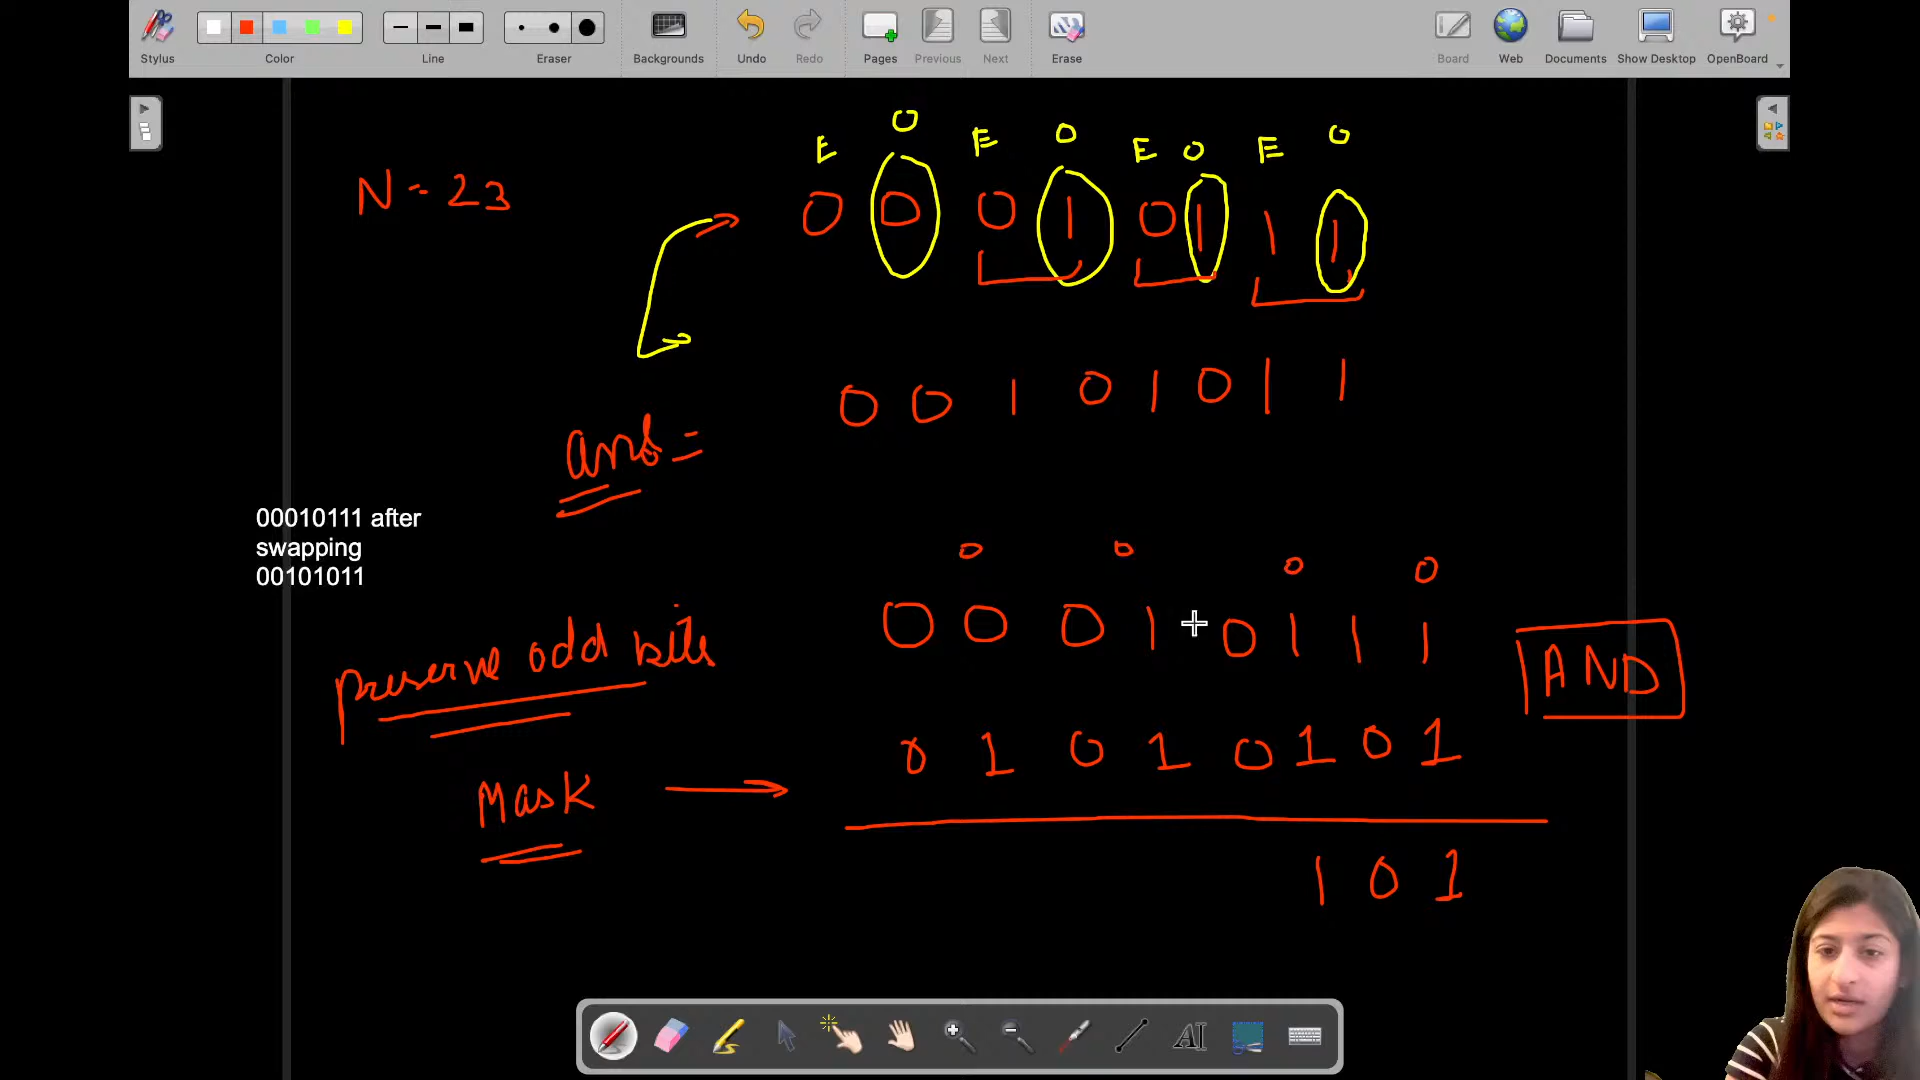 Stylus Color Line Eraser Backgrounds Undo Redo Pages Previous Next Erase Board Web Documents Show Desktop OpenBoard
E O E O E O E O
N = 23
0 0 0 1 0 1 1 1
0 0 1 0 1 0 1 1
ans =
00010111 after
swapping
00101011
0 0 0 0
0 0 0 1 0 1 1 1
preserve odd bits
AND
0 1 0 1 0 1 0 1
Mask
1 0 1
AI